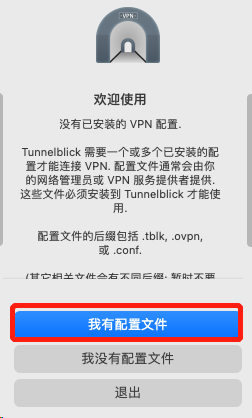 VPN
欢迎使用
没有已安装的 VPN 配置.
Tunnelblick 需要一个或多个已安装的配
置才能连接 VPN. 配置文件通常会由你
的网络管理员或 VPN 服务提供者提供.
这些文件必须安装到 Tunnelblick 才能使
用.
配置文件的后缀包括 .tblk, .ovpn,
或 .conf.
(其它相关文件会有不同后缀; 暂时不要
我有配置文件
我没有配置文件
退出